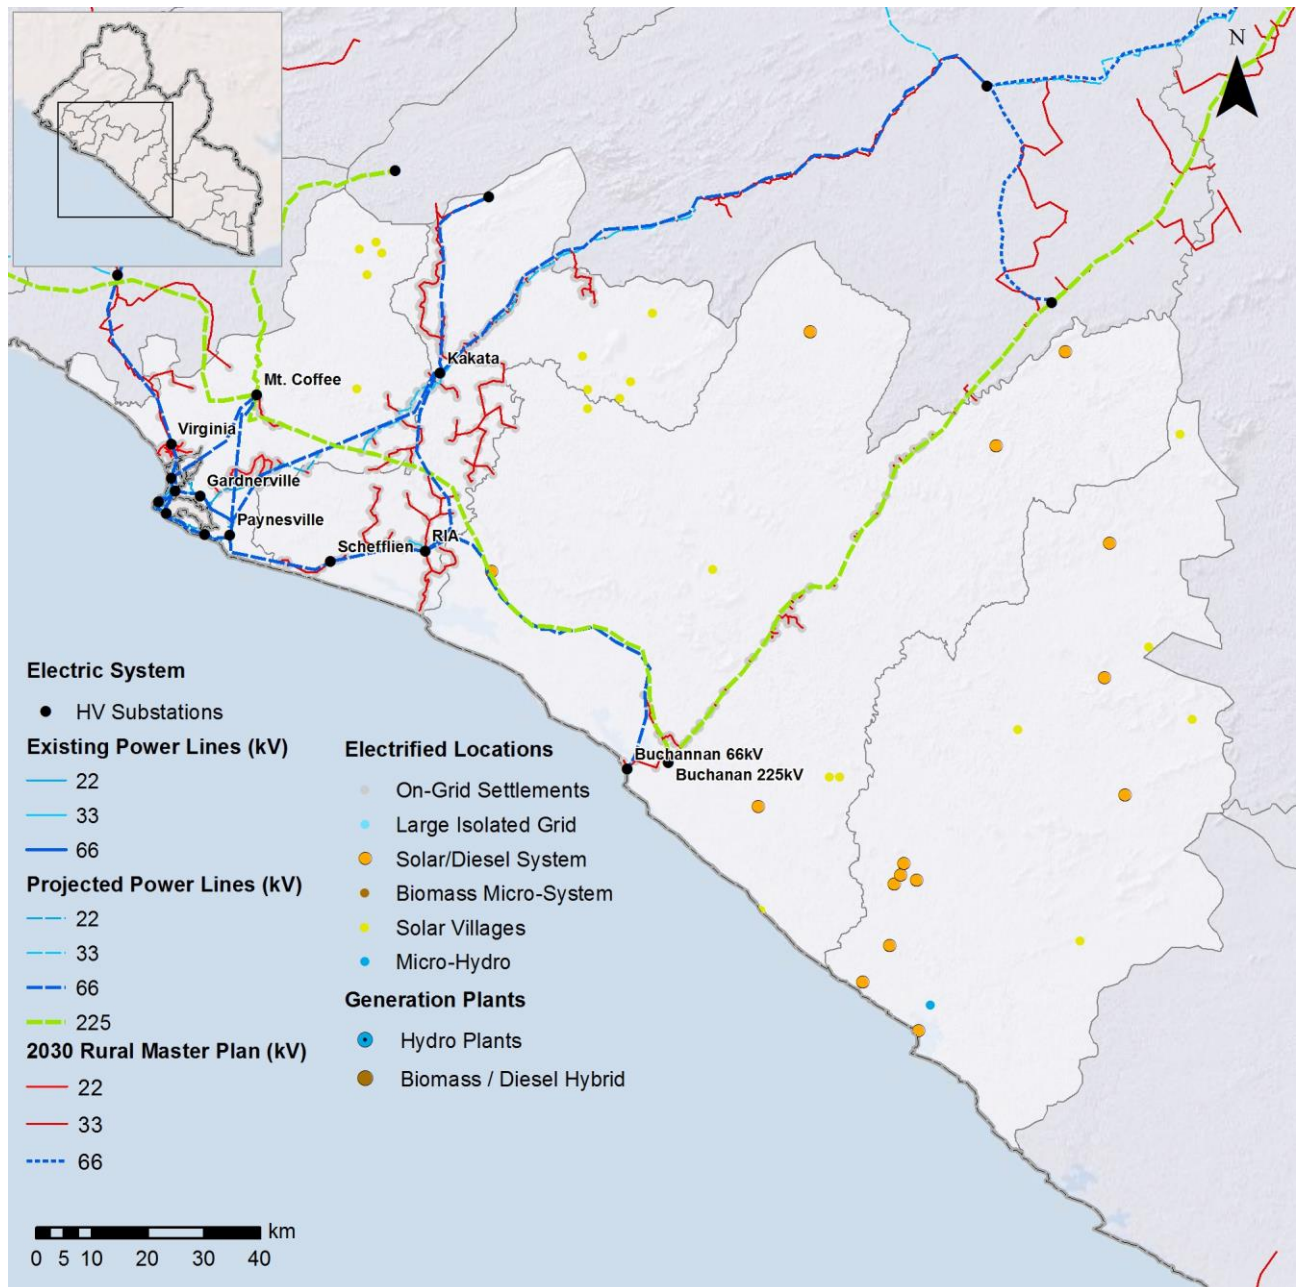 N
Kakata
Mt. Coffee
Virginia
Gardnerville
Paynesville
Schefflien
RIA
Buchannan 66kV
Buchanan 225kV
Electric System
HV Substations
Existing Power Lines (kV)
22
33
66
Projected Power Lines (kV)
22
33
66
225
2030 Rural Master Plan (kV)
22
33
66
Electrified Locations
On-Grid Settlements
Large Isolated Grid
Solar/Diesel System
Biomass Micro-System
Solar Villages
Micro-Hydro
Generation Plants
Hydro Plants
Biomass / Diesel Hybrid
km
0 5 10 20 30 40